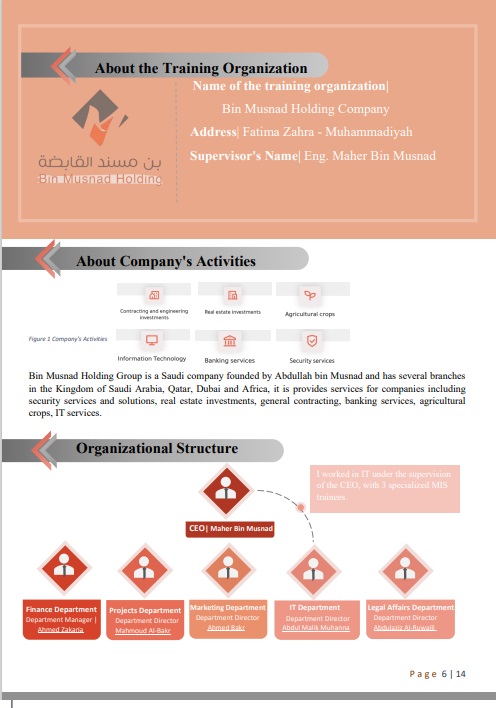 About the Training Organization
Name of the training organization|
Bin Musnad Holding Company
Address| Fatima Zahra - Muhammadiyah
Supervisor's Name| Eng. Maher Bin Musnad
بن مسند القابضة
Bin Musnad Holding
About Company's Activities
Contracting and engineering
investments
Real estate investments
Agricultural crops
Figure 1 Company's Activities
Information Technology
Banking services
Security services
Bin Musnad Holding Group is a Saudi company founded by Abdullah bin Musnad and has several branches
in the Kingdom of Saudi Arabia, Qatar, Dubai and Africa, it is provides services for companies including
security services and solutions, real estate investments, general contracting, banking services, agricultural
crops, IT services.
Organizational Structure
I worked in IT under the supervision
of the CEO, with 3 specialized MIS
trainees.
CEO| Maher Bin Musnad
Finance Department
Department Manager |
Ahmed Zakaria
Projects Department
Department Director
Mahmoud Al-Bakr
Marketing Department
Department Director
Ahmed Bakr
IT Department
Department Director
Abdul Malik Muhanna
Legal Affairs Department
Department Director
Abdulaziz Al-Ruwaili
Page 6 | 14